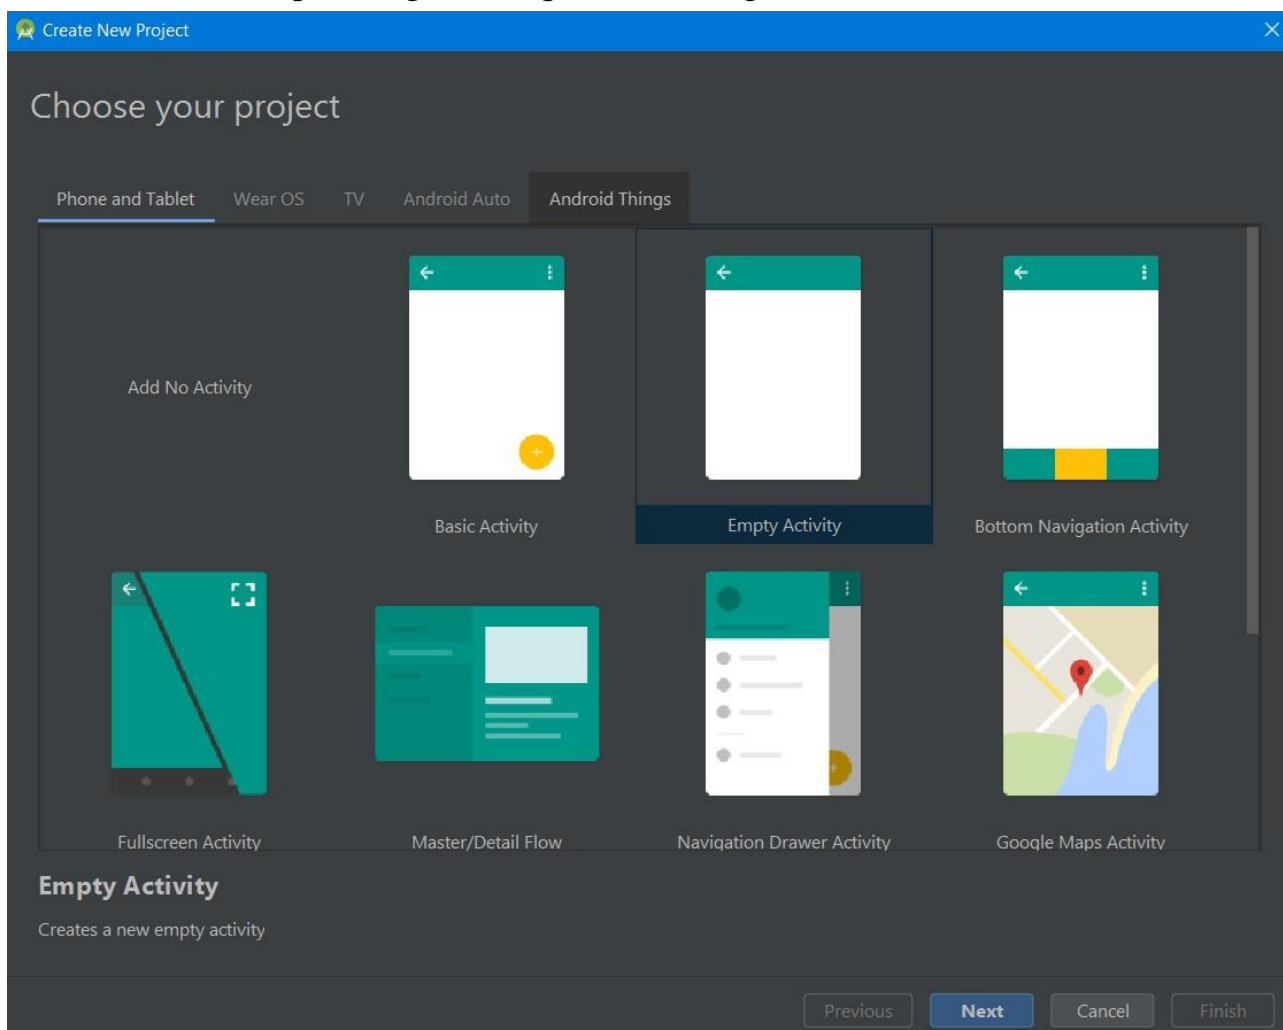 Create New Project
Choose your project
Phone and Tablet Wear OS TV Android Auto Android Things
Add No Activity
Basic Activity Empty Activity Bottom Navigation Activity
Fullscreen Activity Master/Detail Flow Navigation Drawer Activity Google Maps Activity
Empty Activity
Creates a new empty activity
Previous Next Cancel Finish